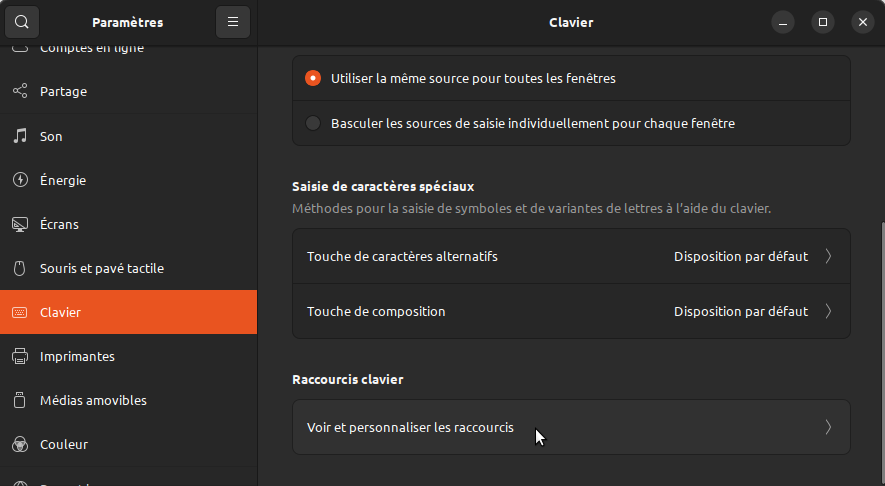 Paramètres
Clavier
Comptes en ligne
Partage
Son
Énergie
Écrans
Souris et pavé tactile
Clavier
Imprimantes
Médias amovibles
Couleur
Utiliser la même source pour toutes les fenêtres
Basculer les sources de saisie individuellement pour chaque fenêtre
Saisie de caractères spéciaux
Méthodes pour la saisie de symboles et de variantes de lettres à l’aide du clavier.
Touche de caractères alternatifs Disposition par défaut
Touche de composition Disposition par défaut
Raccourcis clavier
Voir et personnaliser les raccourcis